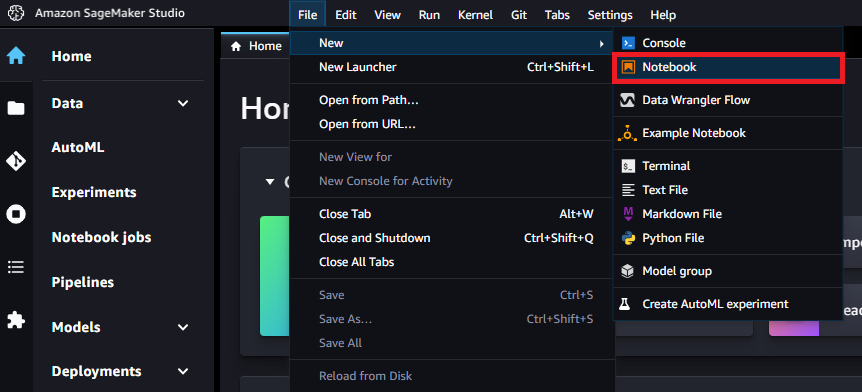 Amazon SageMaker Studio
File Edit View Run Kernel Git Tabs Settings Help
Home
Data
AutoML
Experiments
Notebook jobs
Pipelines
Models
Deployments
Home
New
New Launcher Ctrl+Shift+L
Open from Path...
Open from URL...
New View for
New Console for Activity
Close Tab Alt+W
Close and Shutdown Ctrl+Shift+Q
Close All Tabs
Save Ctrl+S
Save As... Ctrl+Shift+S
Save All
Reload from Disk
Console
Notebook
Data Wrangler Flow
Example Notebook
Terminal
Text File
Markdown File
Python File
Model group
Create AutoML experiment